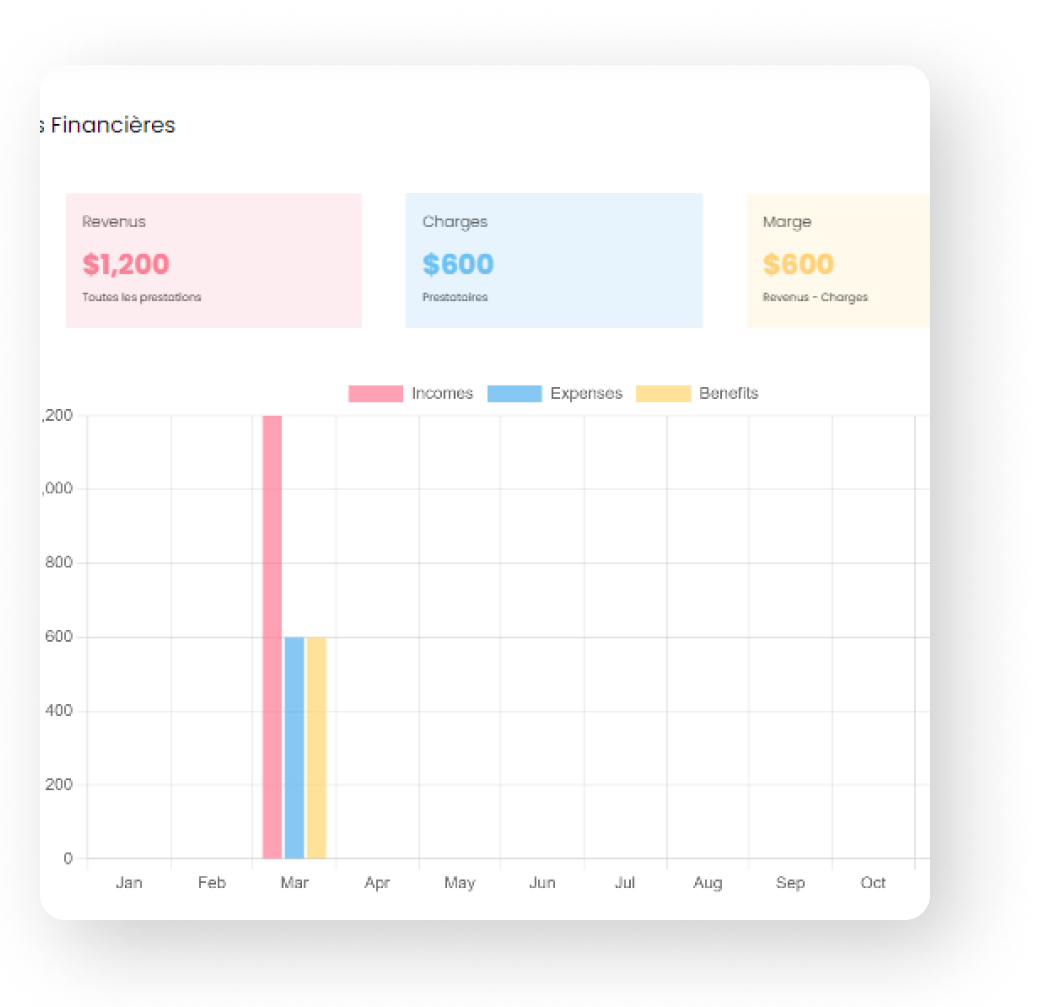 s Financières
Revenus
$1,200
Toutes les prestations
Charges
$600
Prestataires
Marge
$600
Revenus - Charges
Incomes Expenses Benefits
,200
,000
800
600
400
200
0
Jan Feb Mar Apr May Jun Jul Aug Sep Oct